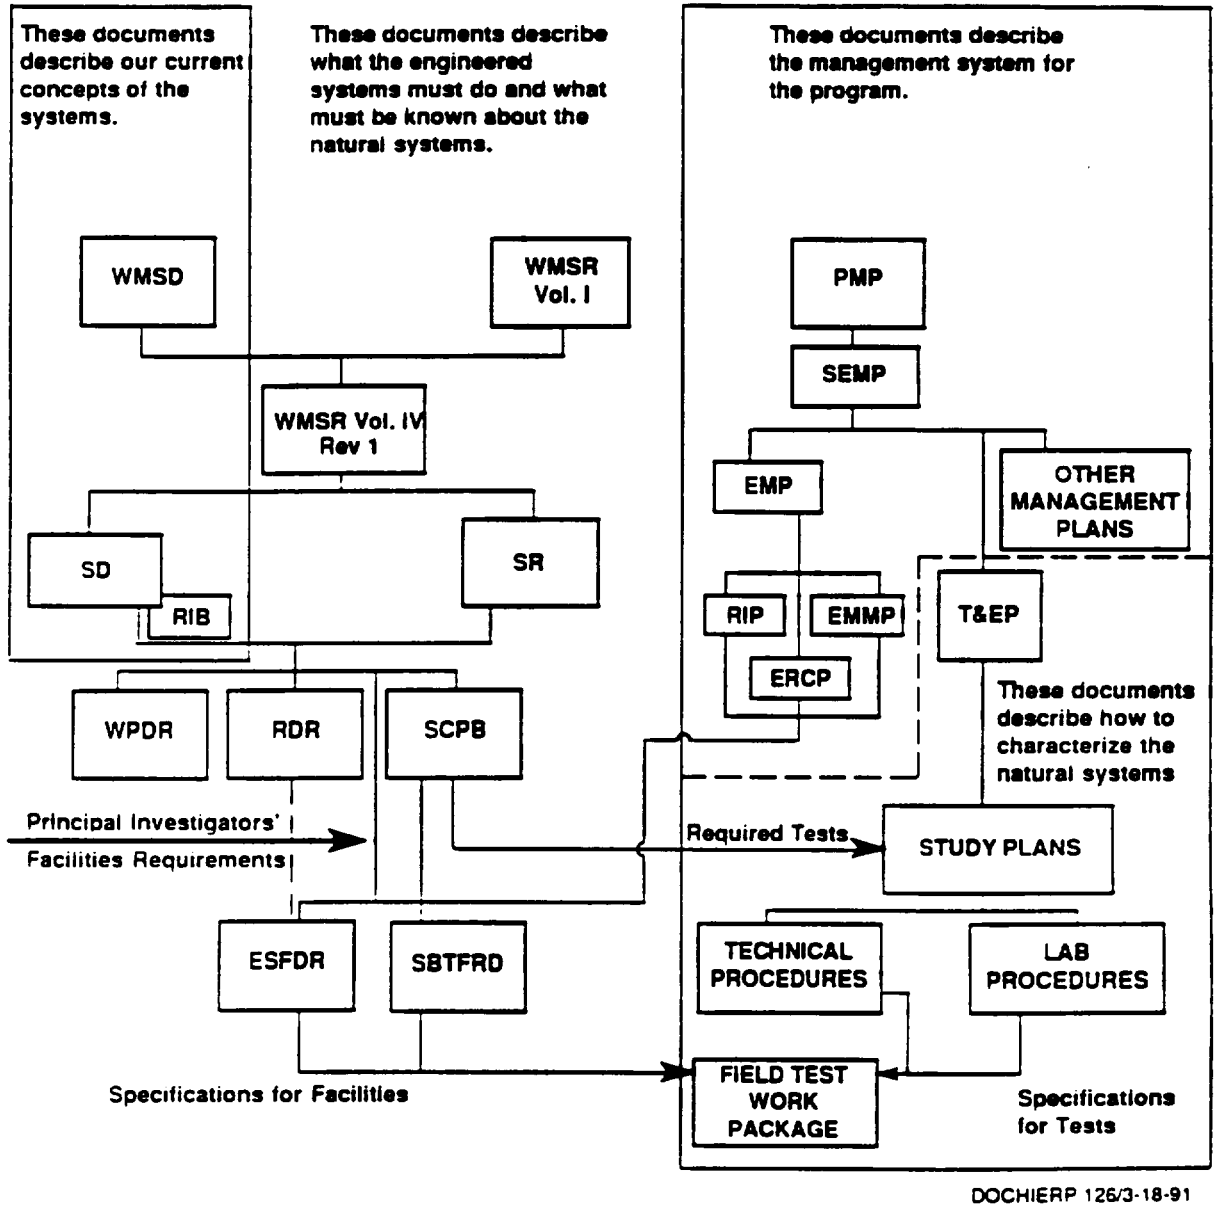 These documents
describe our current
concepts of the
systems.
These documents describe
what the engineered
systems must do and what
must be known about the
natural systems.
These documents describe
the management system for
the program.
WMSD
WMSR
Vol. I
PMP
SEMP
WMSR Vol. IV
Rev 1
EMP
OTHER
MANAGEMENT
PLANS
SD
SR
RIB
RIP
EMMP
T&EP
ERCP
WPDR
RDR
SCPB
These documents
describe how to
characterize the
natural systems
Principal Investigators'
Facilities Requirements
Required Tests
STUDY PLANS
ESFDR
SBTFRD
TECHNICAL
PROCEDURES
LAB
PROCEDURES
Specifications for Facilities
FIELD TEST
WORK
PACKAGE
Specifications
for Tests
DOCHIERP 126/3-18-91